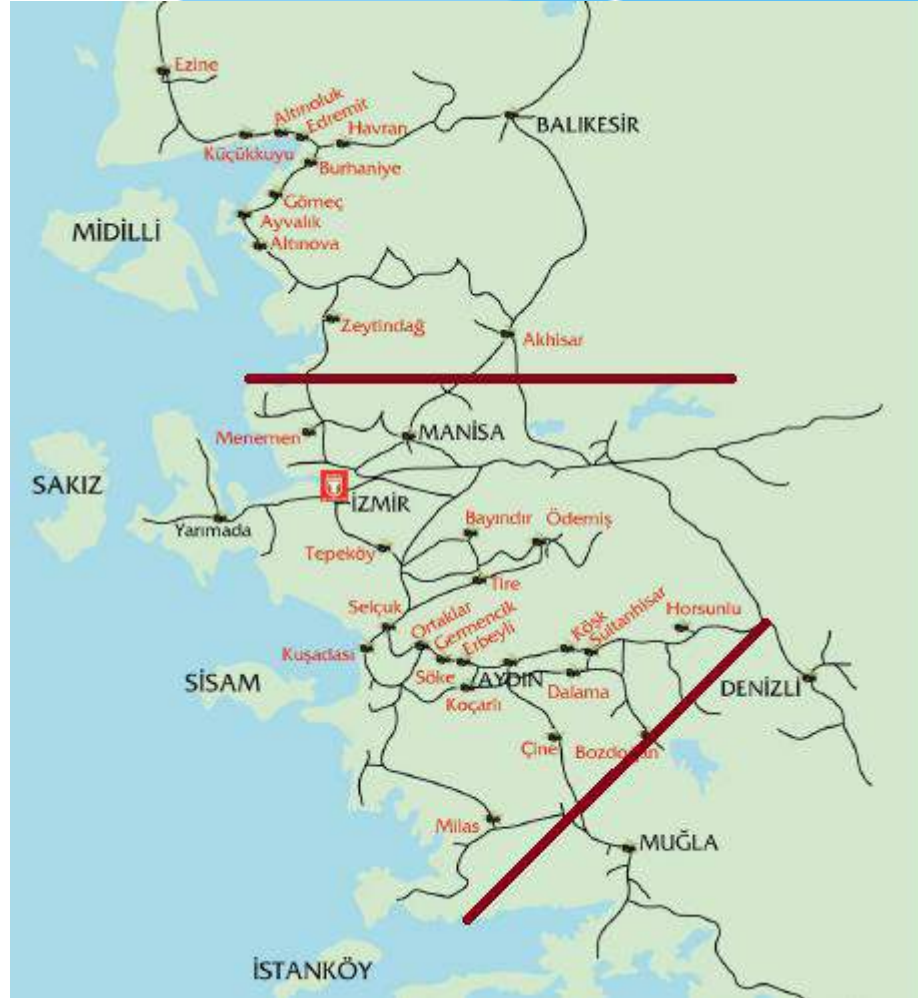 Ezine
Altınoluk
Edremit
Havran
BALIKESİR
Küçükkuyu
Burhaniye
Gömeç
Ayvalık
MİDİLLİ
Altınova
Zeytindağ
Akhisar
Menemen
MANİSA
SAKIZ
İZMİR
Yarımada
Bayındır
Ödemiş
Tepeköy
Tire
Selçuk
Ortaklar
Germencik
Erbeyli
Köşk
Sultanhisar
Horsunlu
Kuşadası
Söke
AYDIN
SİSAM
Koçarlı
Dalama
DENİZLİ
Çine
Bozdoğan
Milas
MUĞLA
İSTANKÖY